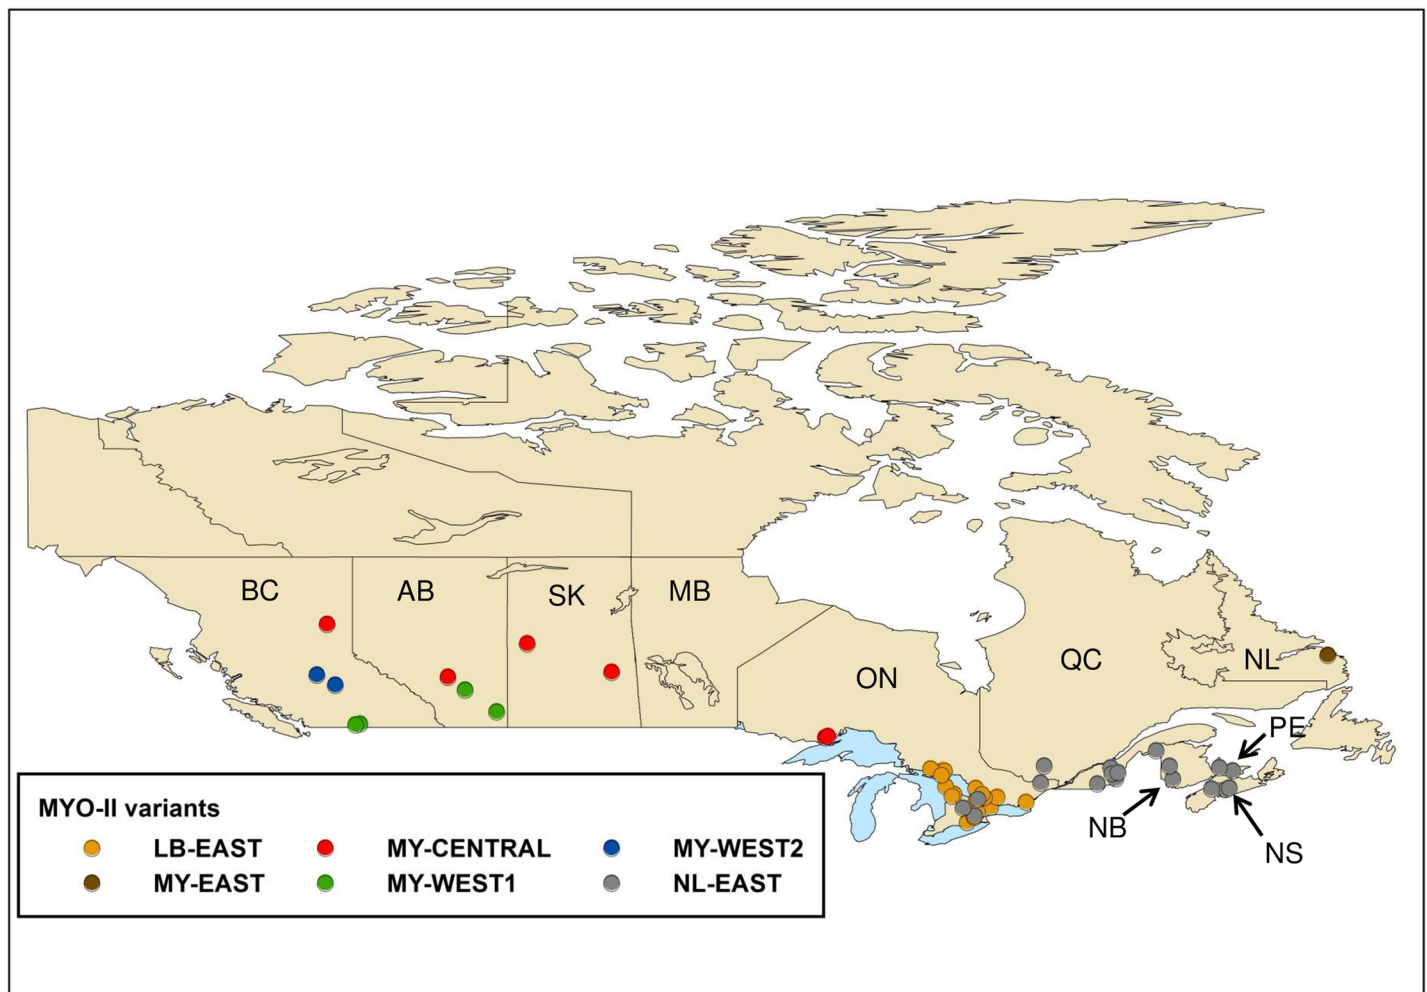 BC
AB
SK
MB
ON
QC
NL
PE
NB
NS
MYO-II variants
LB-EAST MY-CENTRAL MY-WEST2
MY-EAST MY-WEST1 NL-EAST